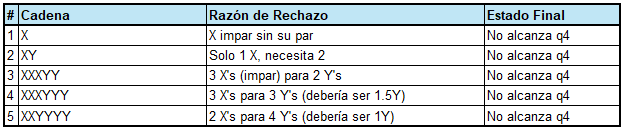 # Cadena Razón de Rechazo Estado Final
1 X X impar sin su par No alcanza q4
2 XY Solo 1 X, necesita 2 No alcanza q4
3 XXXYY 3 X's (impar) para 2 Y's No alcanza q4
4 XXXYYY 3 X's para 3 Y's (debería ser 1.5Y) No alcanza q4
5 XXYYYY 2 X's para 4 Y's (debería ser 1Y) No alcanza q4